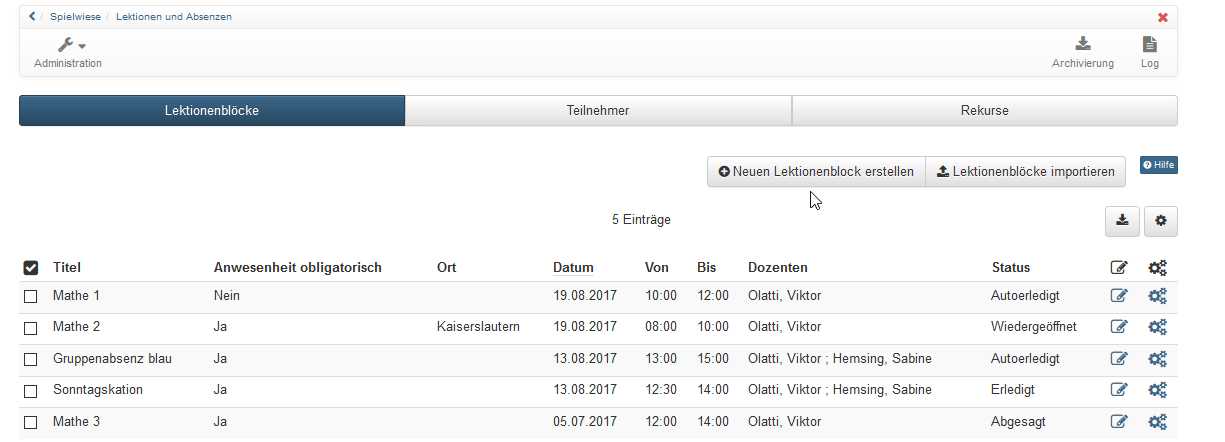 Spielwiese / Lektionen und Absenzen
Administration
Archivierung Log
Lektionenblöcke Teilnehmer Rekurse
Neuen Lektionenblock erstellen Lektionenblöcke importieren Hilfe
5 Einträge
Titel Anwesenheit obligatorisch Ort Datum Von Bis Dozenten Status
Mathe 1 Nein 19.08.2017 10:00 12:00 Olatti, Viktor Autoerledigt
Mathe 2 Ja Kaiserslautern 19.08.2017 08:00 10:00 Olatti, Viktor Wiedergeöffnet
Gruppenabsenz blau Ja 13.08.2017 13:00 15:00 Olatti, Viktor ; Hemsing, Sabine Autoerledigt
Sonntagskation Ja 13.08.2017 12:30 14:00 Olatti, Viktor ; Hemsing, Sabine Erledigt
Mathe 3 Ja 05.07.2017 12:00 14:00 Olatti, Viktor Abgesagt